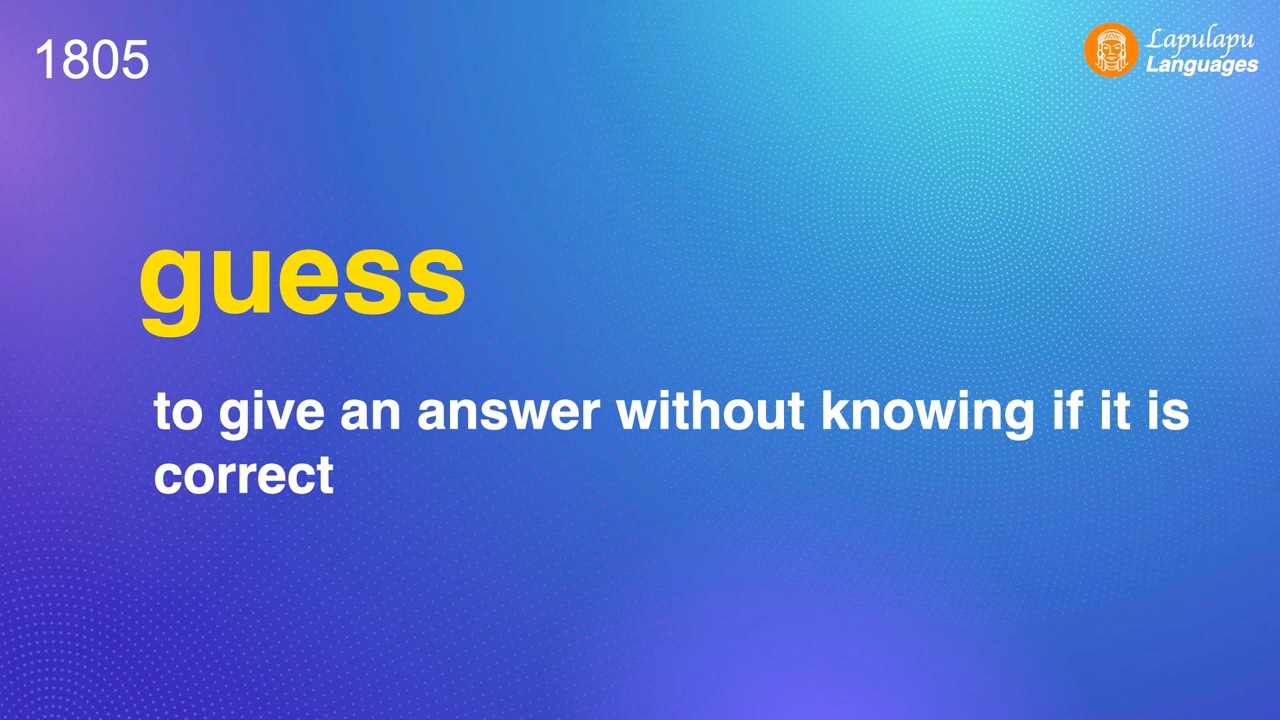 1805
Lapulapu
Languages
guess
to give an answer without knowing if it is
correct